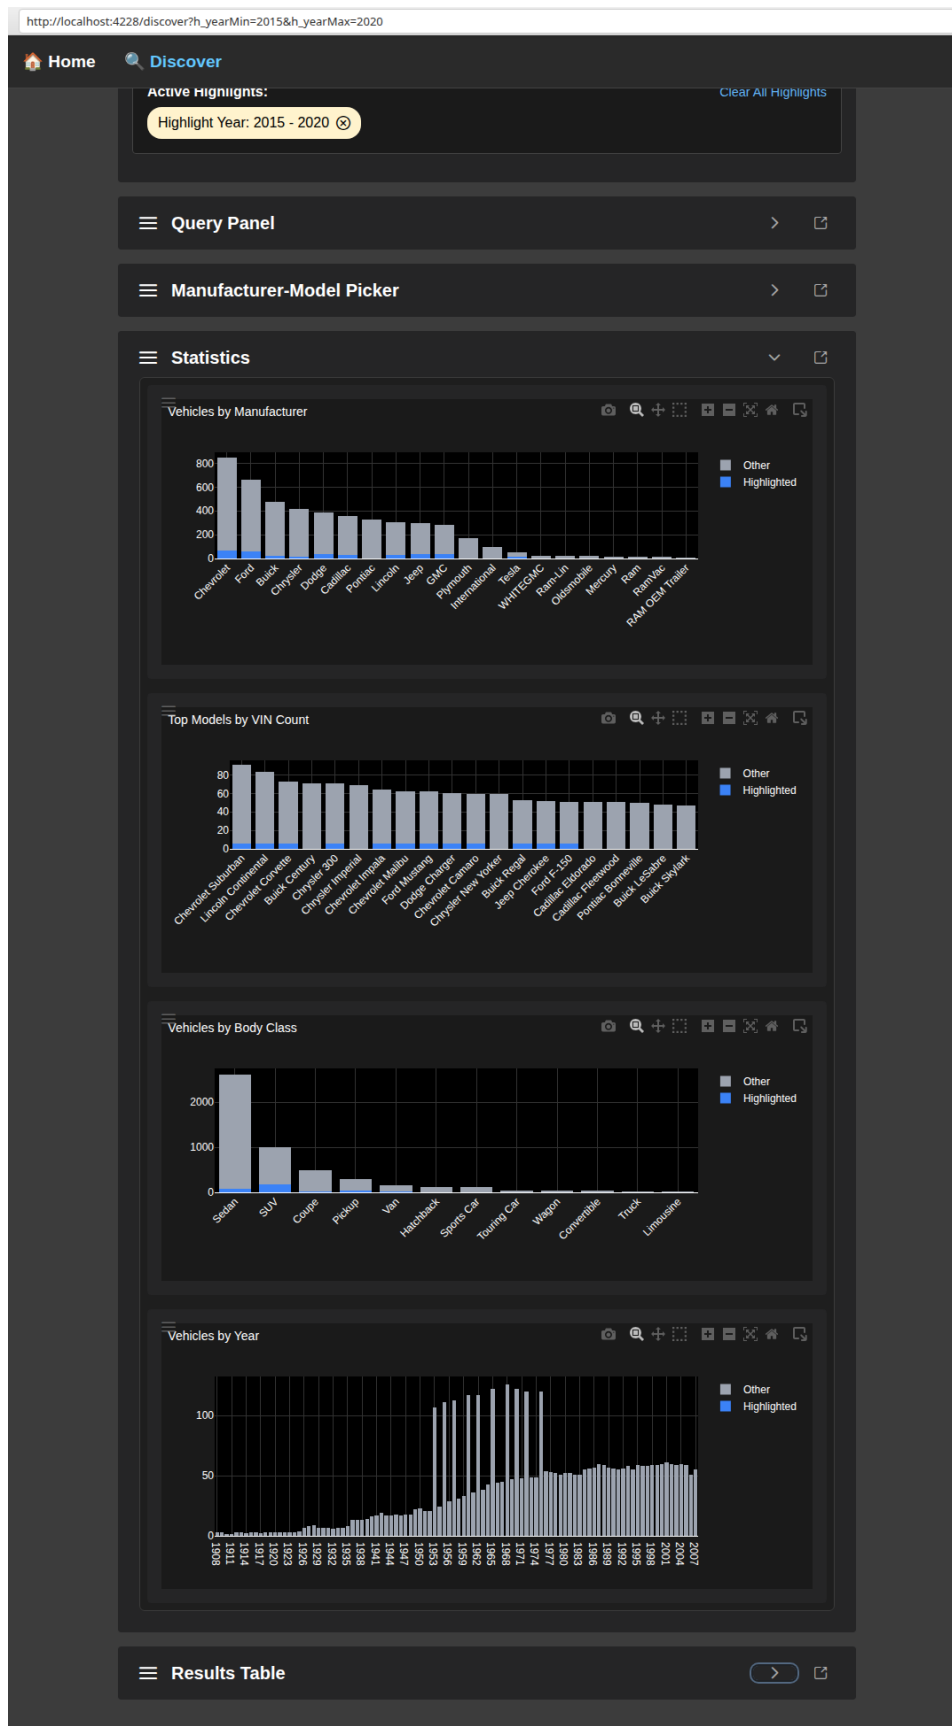 http://localhost:4228/discover?h_yearMin=2015&h_yearMax=2020
🏠 Home 🔍 Discover
Active Highlights: Clear All Highlights
Highlight Year: 2015 - 2020
Query Panel
Manufacturer-Model Picker
Statistics
Vehicles by Manufacturer
800
600
400
200
0
Other
Highlighted
Chevrolet
Ford
Buick
Chrysler
Dodge
Cadillac
Pontiac
Lincoln
Jeep
GMC
Plymouth
International
Tesla
WHITEGMC
Ram-Lin
Oldsmobile
Mercury
Ram
RamVac
RAM OEM Trailer
Top Models by VIN Count
80
60
40
20
0
Other
Highlighted
Chevrolet Suburban
Lincoln Continental
Chevrolet Corvette
Buick Century
Chrysler 300
Chrysler Imperial
Chevrolet Impala
Chevrolet Malibu
Ford Mustang
Dodge Charger
Chevrolet Camaro
Chrysler New Yorker
Buick Regal
Jeep Cherokee
Ford F-150
Cadillac Eldorado
Cadillac Fleetwood
Pontiac Bonneville
Buick LeSabre
Buick Skylark
Vehicles by Body Class
2000
1000
0
Other
Highlighted
Sedan
SUV
Coupe
Pickup
Van
Hatchback
Sports Car
Touring Car
Wagon
Convertible
Truck
Limousine
Vehicles by Year
100
50
0
Other
Highlighted
1908
1911
1914
1917
1920
1923
1926
1929
1932
1935
1938
1941
1944
1947
1950
1953
1956
1959
1962
1965
1968
1971
1974
1977
1980
1983
1986
1989
1992
1995
1998
2001
2004
2007
Results Table